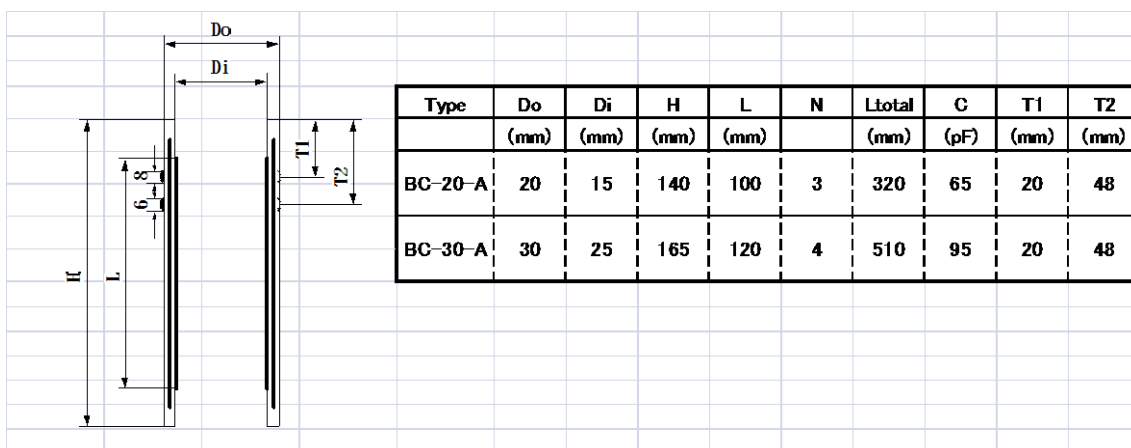 Do
Di
T1
T2
8
6
H
L
Type Do Di H L N Ltotal C T1 T2
(mm) (mm) (mm) (mm) (mm) (pF) (mm) (mm)
BC-20-A 20 15 140 100 3 320 65 20 48
BC-30-A 30 25 165 120 4 510 95 20 48